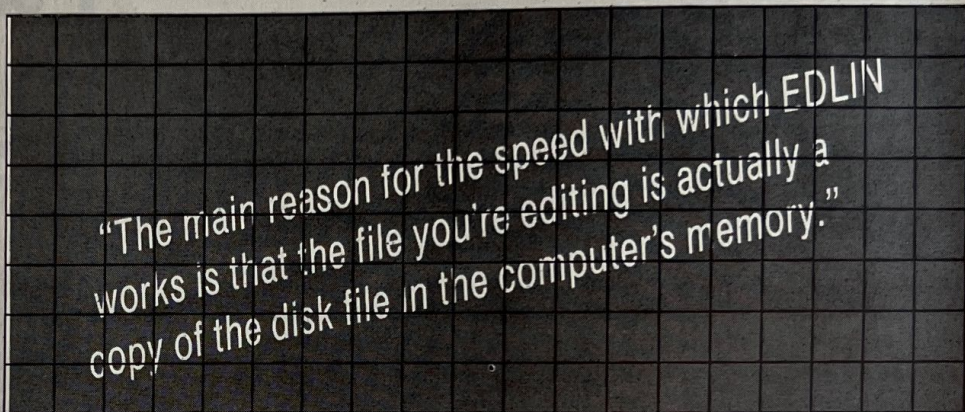 “The main reason for the speed with which EDLIN
works is that the file you’re editing is actually a
copy of the disk file in the computer’s memory.”